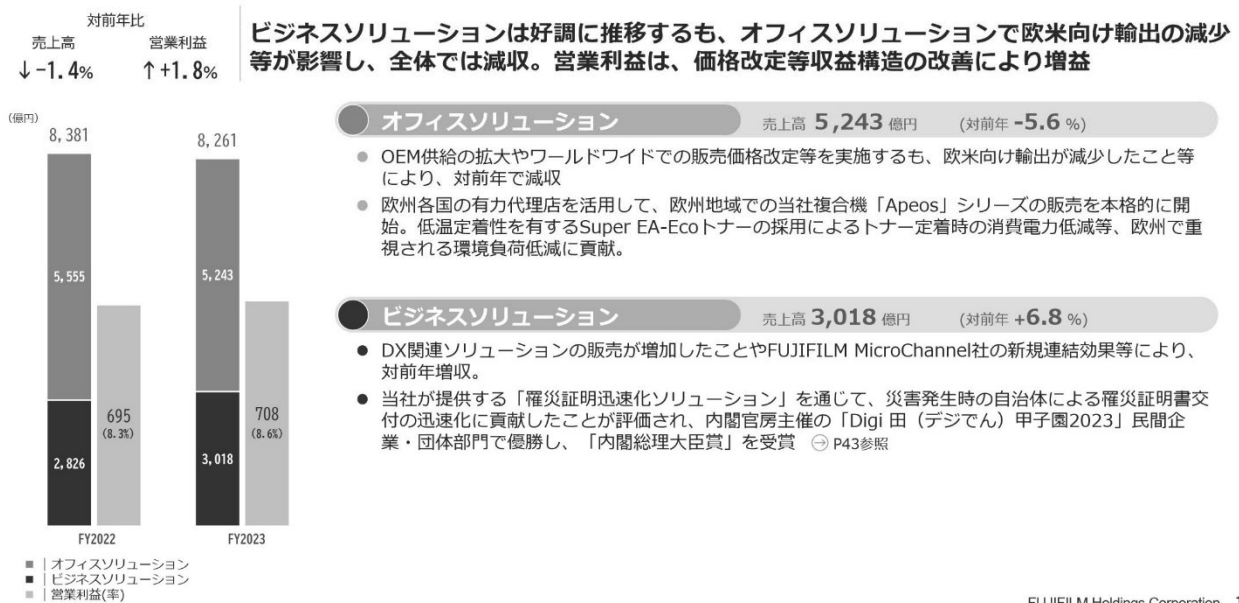 対前年比
売上高 営業利益
↓-1.4% ↑+1.8%
ビジネスソリューションは好調に推移するも、オフィスソリューションで欧米向け輸出の減少
等が影響し、全体では減収。営業利益は、価格改定等収益構造の改善により増益
(億円)
8,381
8,261
5,555
5,243
695
(8.3%)
708
(8.6%)
2,826
3,018
FY2022
FY2023
■ | オフィスソリューション
■ | ビジネスソリューション
■ | 営業利益(率)
オフィスソリューション 売上高 5,243 億円 (対前年 -5.6 %)
● OEM供給の拡大やワールドワイドでの販売価格改定等を実施するも、欧米向け輸出が減少したこと等
により、対前年で減収
● 欧州各国の有力代理店を活用して、欧州地域での当社複合機「Apeos」シリーズの販売を本格的に開
始。低温定着性を有するSuper EA-Ecoトナーの採用によるトナー定着時の消費電力低減等、欧州で重
視される環境負荷低減に貢献。
ビジネスソリューション 売上高 3,018 億円 (対前年 +6.8 %)
● DX関連ソリューションの販売が増加したことやFUJIFILM MicroChannel社の新規連結効果等により、
対前年増収。
● 当社が提供する「罹災証明迅速化ソリューション」を通じて、災害発生時の自治体による罹災証明書交
付の迅速化に貢献したことが評価され、内閣官房主催の「Digi 田（デジでん）甲子園2023」民間企
業・団体部門で優勝し、「内閣総理大臣賞」を受賞 → P43参照
FUJIFILM Holdings Corporation